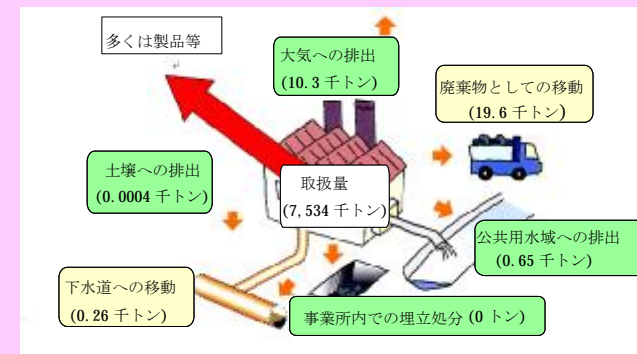 多くは製品等
大気への排出
(10.3 千トン)
廃棄物としての移動
(19.6 千トン)
土壌への排出
(0.0004 千トン)
取扱量
(7,534 千トン)
公共用水域への排出
(0.65 千トン)
下水道への移動
(0.26 千トン)
事業所内での埋立処分 (0 トン)